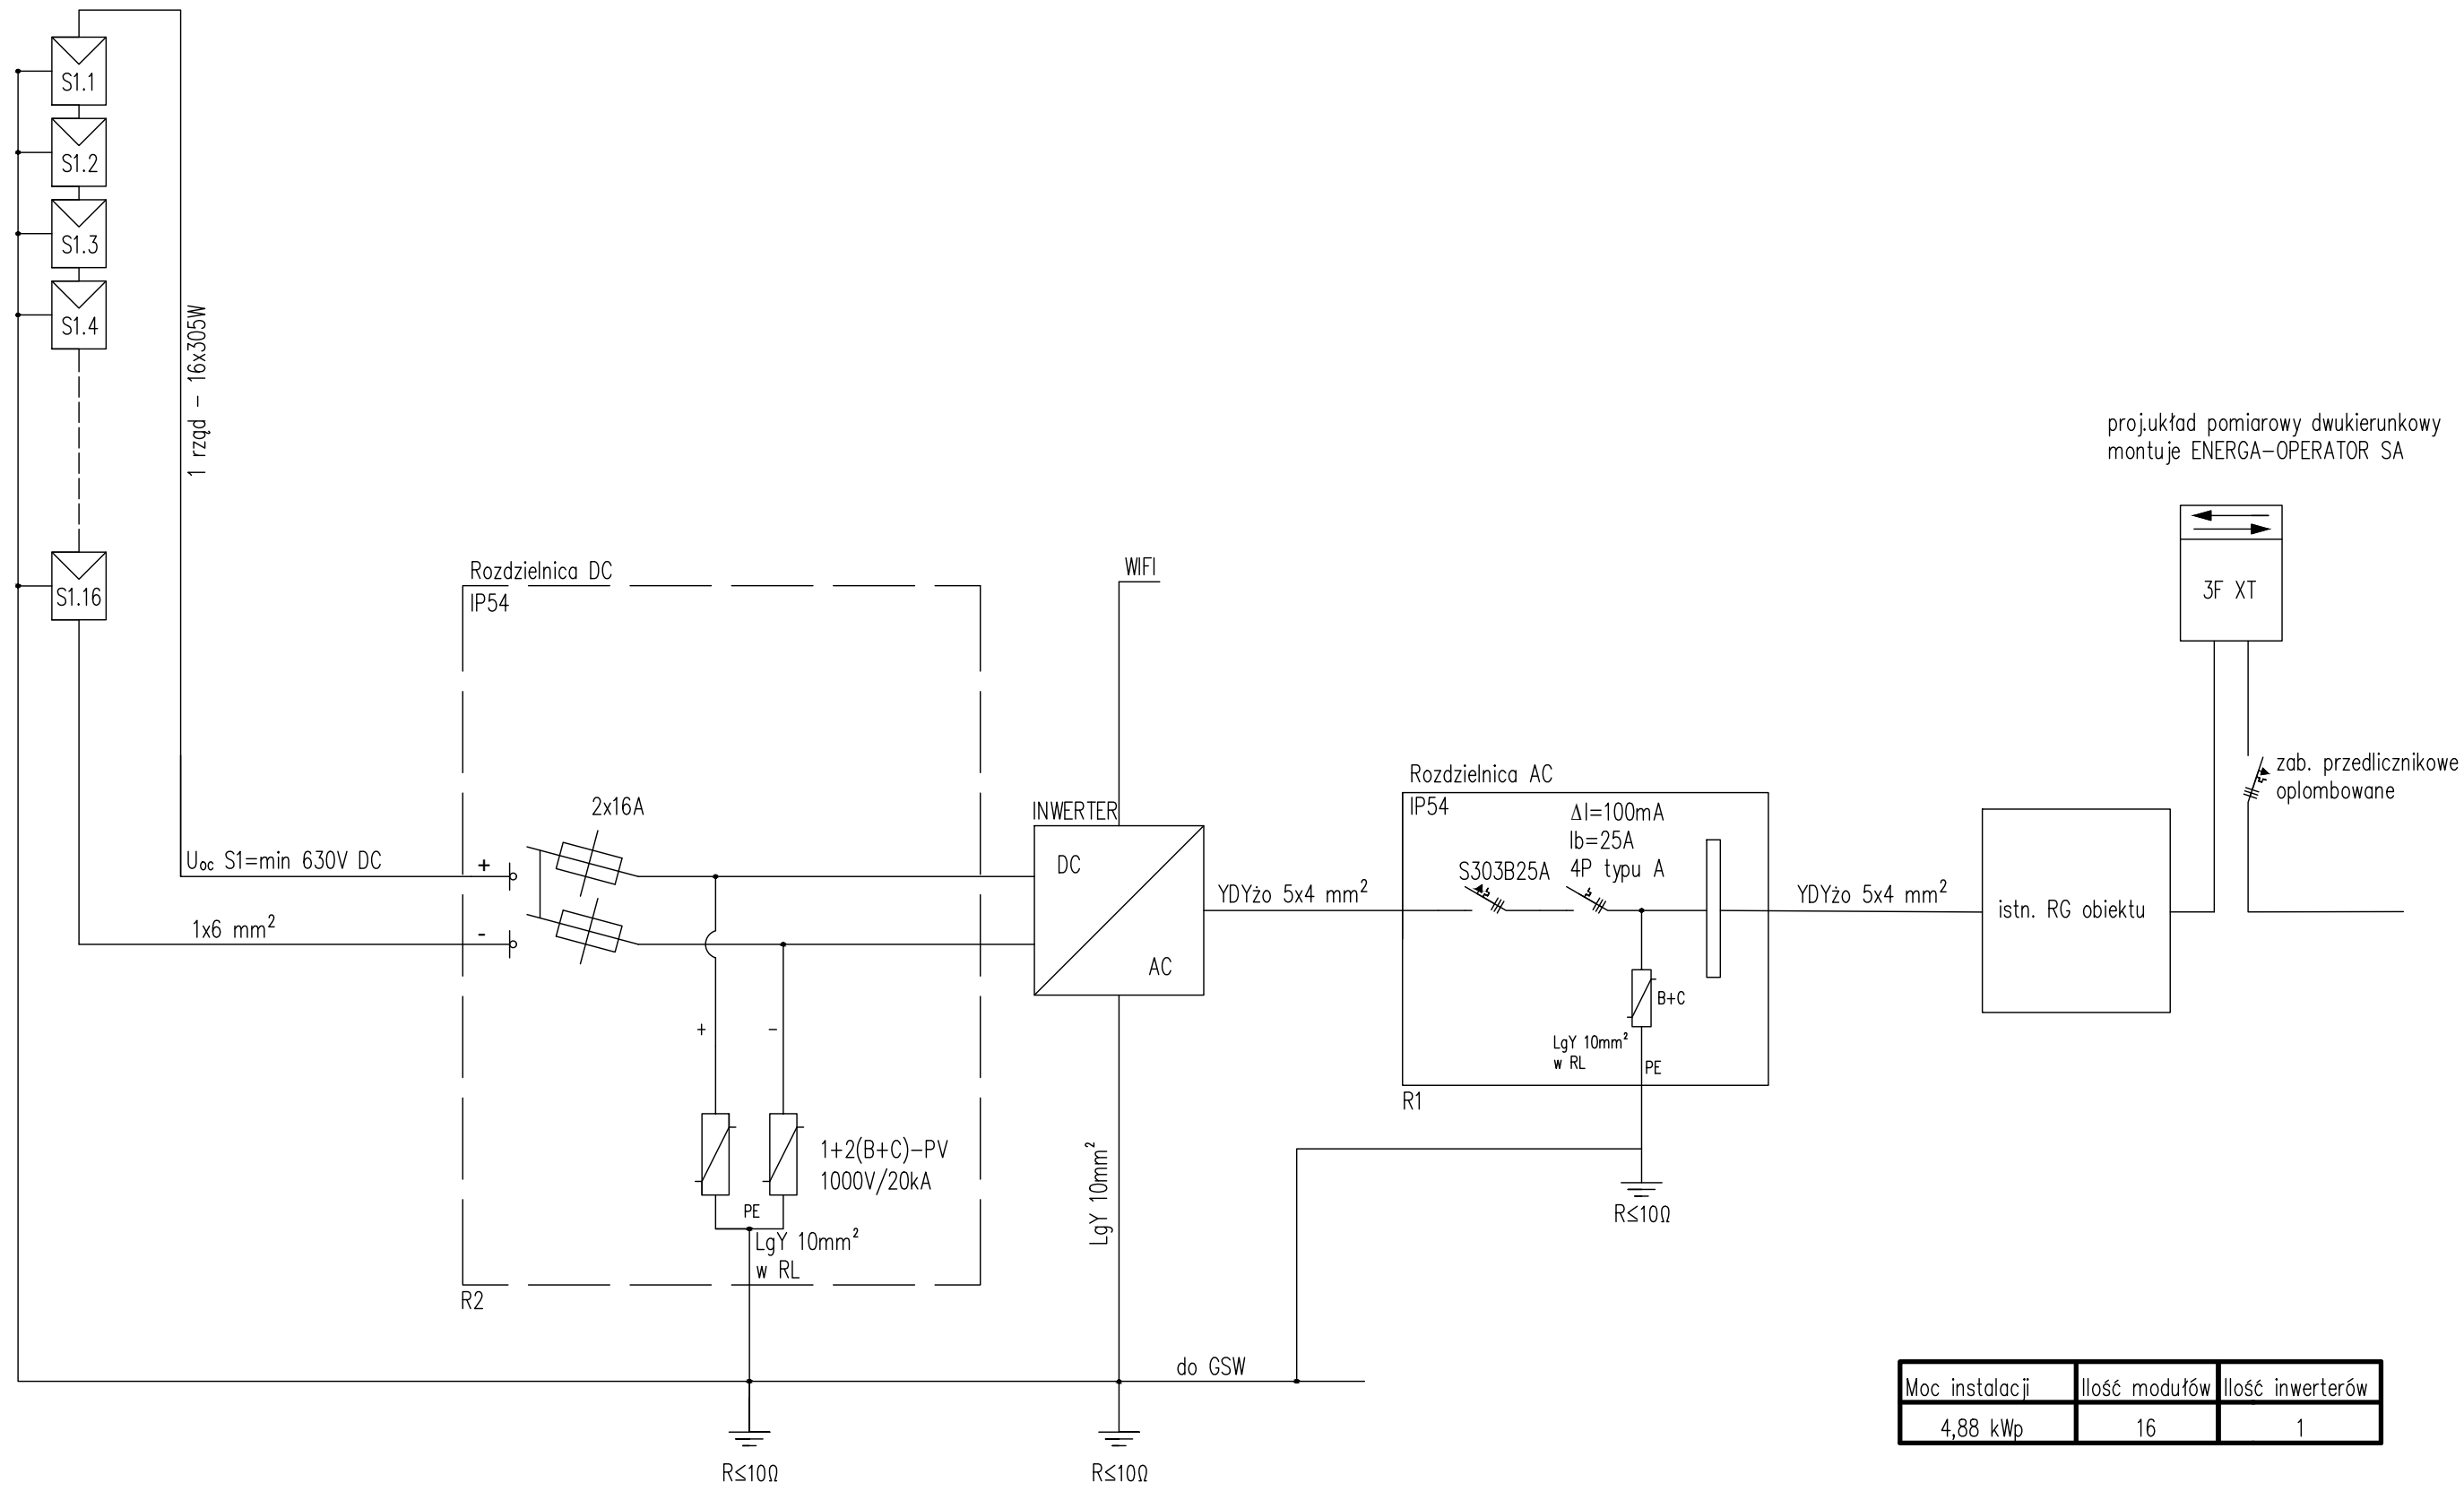 S1.1
S1.2
S1.3
S1.4
S1.16
1 rząd - 16x305W
Uoc S1=min 630V DC
1x6 mm²
Rozdzielnica DC
IP54
2x16A
+
-
+
-
1+2(B+C)-PV
1000V/20kA
PE
LgY 10mm²
w RL
R2
R≤10Ω
WIFI
INWERTER
DC
AC
LgY 10mm²
R≤10Ω
do GSW
YDYżo 5x4 mm²
Rozdzielnica AC
IP54
ΔI=100mA
Ib=25A
4P typu A
S303B25A
B+C
LgY 10mm²
w RL
PE
R1
R≤10Ω
YDYżo 5x4 mm²
istn. RG obiektu
proj.układ pomiarowy dwukierunkowy
montuje ENERGA-OPERATOR SA
3F XT
zab. przedlicznikowe
oplombowane
Moc instalacji Ilość modułów Ilość inwerterów
4,88 kWp 16 1